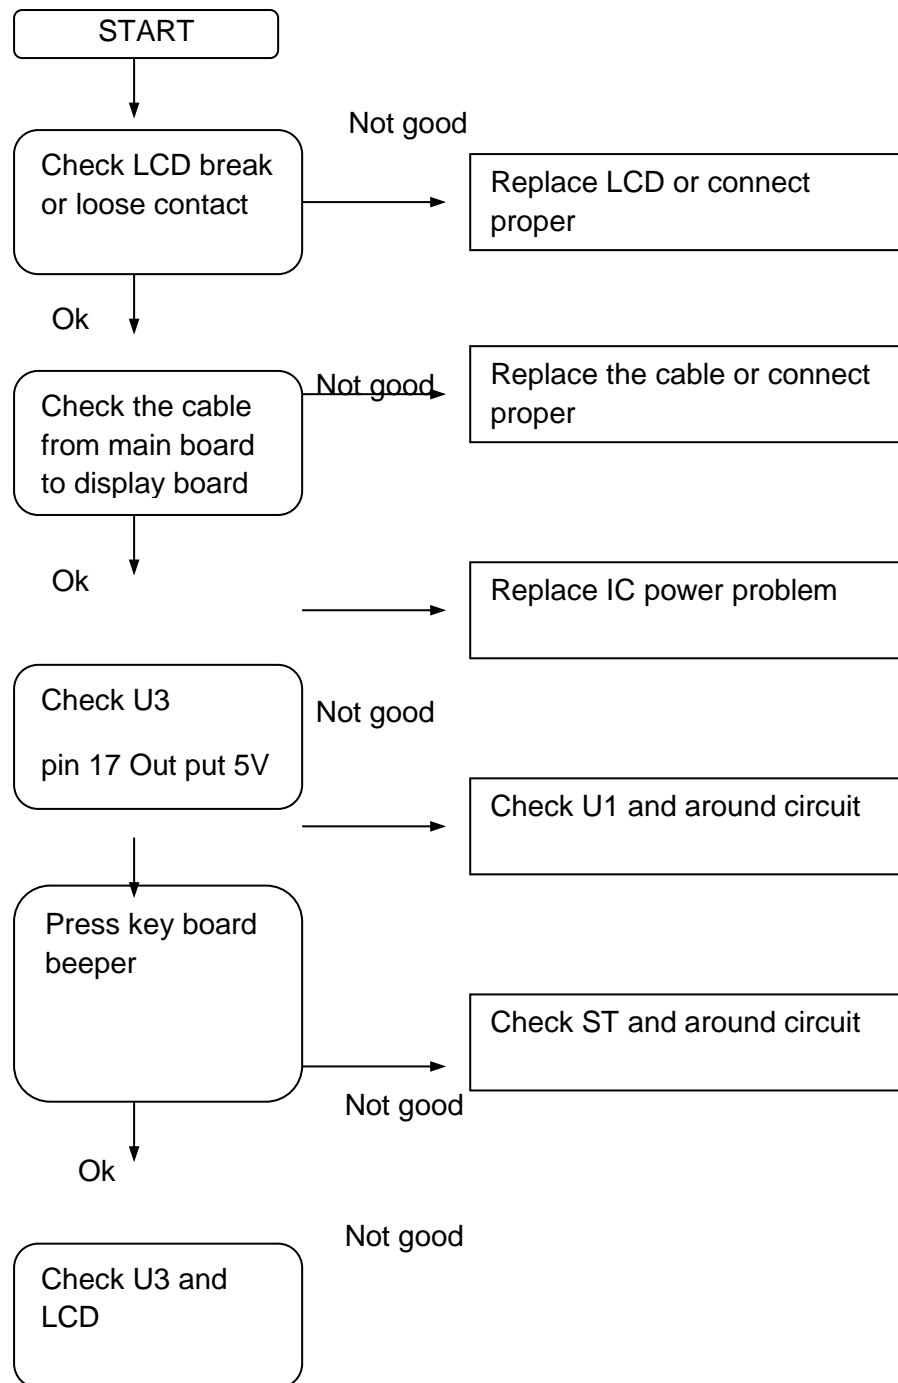 START
Not good
Check LCD break
or loose contact
Replace LCD or connect
proper
Ok
Not good
Replace the cable or connect
proper
Check the cable
from main board
to display board
Ok
Replace IC power problem
Check U3
pin 17 Out put 5V
Not good
Check U1 and around circuit
Press key board
beeper
Check ST and around circuit
Not good
Ok
Not good
Check U3 and
LCD